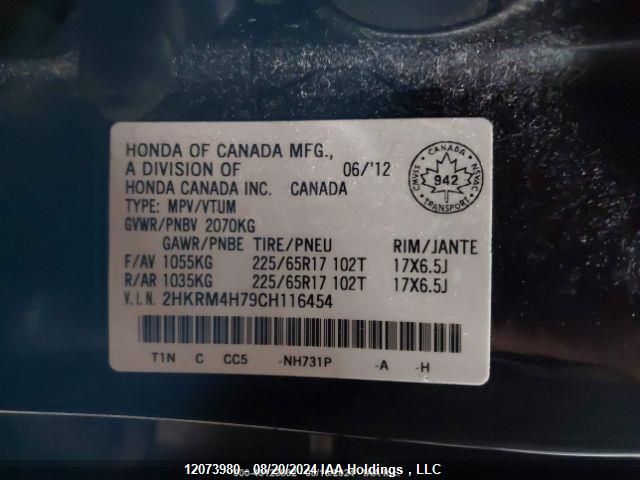 HONDA OF CANADA MFG.,
A DIVISION OF 06/'12
HONDA CANADA INC. CANADA
TYPE: MPV/VTUM
GVWR/PNBV 2070KG
GAWR/PNBE TIRE/PNEU RIM/JANTE
F/AV 1055KG 225/65R17 102T 17X6.5J
R/AR 1035KG 225/65R17 102T 17X6.5J
V.I.N. 2HKRM4H79CH116454
CANADA
CMVSS 942 NSVAC
TRANSPORT
T1N C CC5 -NH731P -A -H
12073980 - 08/20/2024 IAA Holdings , LLC